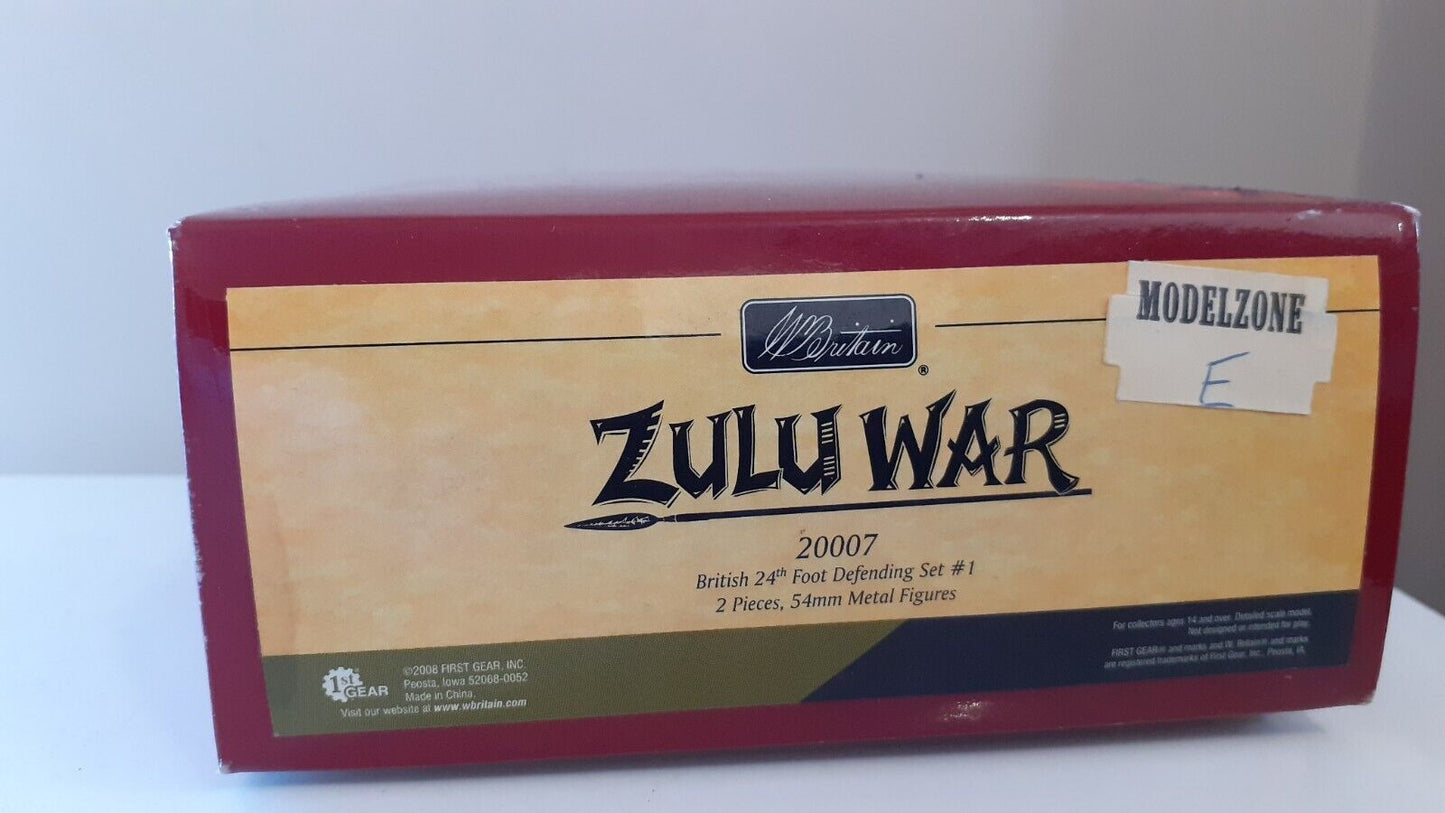 W Britain®
MODELZONE
E
ZULU WAR
20007
British 24th Foot Defending Set #1
2 Pieces, 54mm Metal Figures
1st GEAR
©2008 FIRST GEAR, INC.
Peosta, Iowa 52068-0052
Made in China.
Visit our website at www.wbritain.com
For collectors ages 14 and over. Detailed scale model.
Not designed or intended for play.
FIRST GEAR® and marks and W. Britain® and marks
are registered trademarks of First Gear, Inc., Peosta, IA.